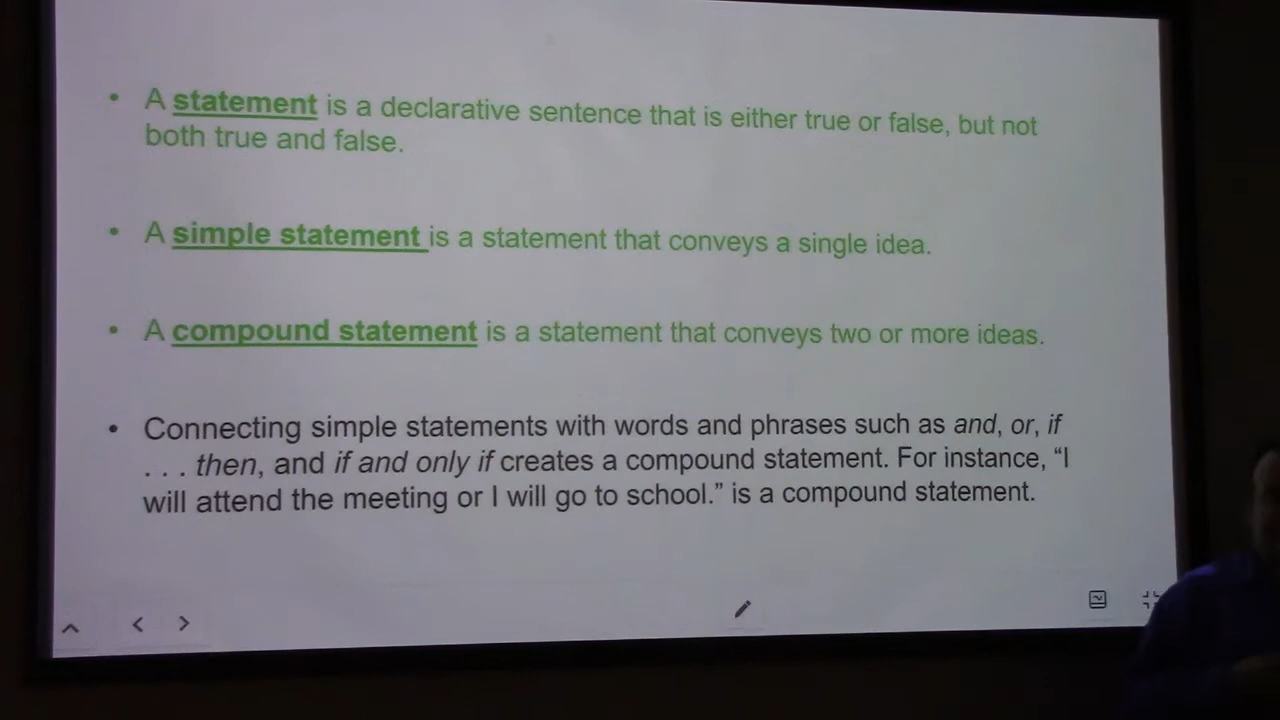 • A statement is a declarative sentence that is either true or false, but not
both true and false.
• A simple statement is a statement that conveys a single idea.
• A compound statement is a statement that conveys two or more ideas.
• Connecting simple statements with words and phrases such as and, or, if
. . . then, and if and only if creates a compound statement. For instance, “I
will attend the meeting or I will go to school.” is a compound statement.